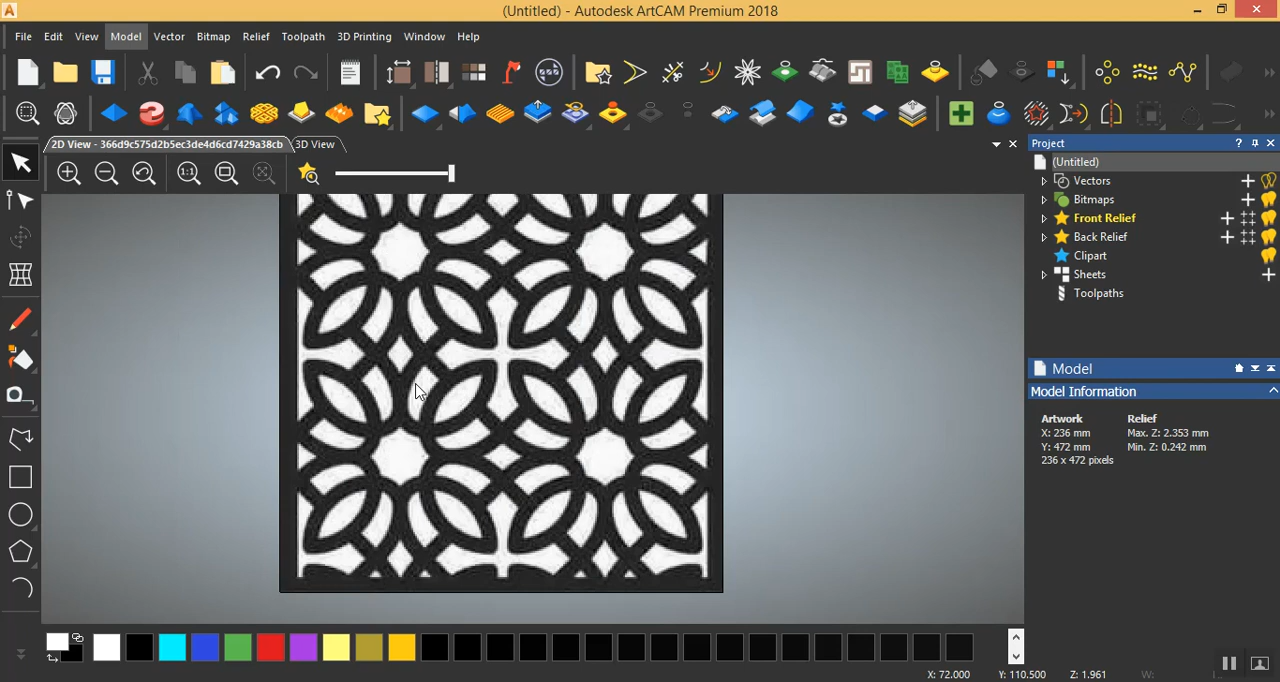 A
(Untitled) - Autodesk ArtCAM Premium 2018
File Edit View Model Vector Bitmap Relief Toolpath 3D Printing Window Help
2D View - 366d9c575d2b5ec3de4d6cd7429a38cb 3D View
1:1
Project
(Untitled)
Vectors
Bitmaps
Front Relief
Back Relief
Clipart
Sheets
Toolpaths
Model
Model Information
Artwork Relief
X: 236 mm Max. Z: 2.353 mm
Y: 472 mm Min. Z: 0.242 mm
236 x 472 pixels
X: 72.000 Y: 110.500 Z: 1.961 W: